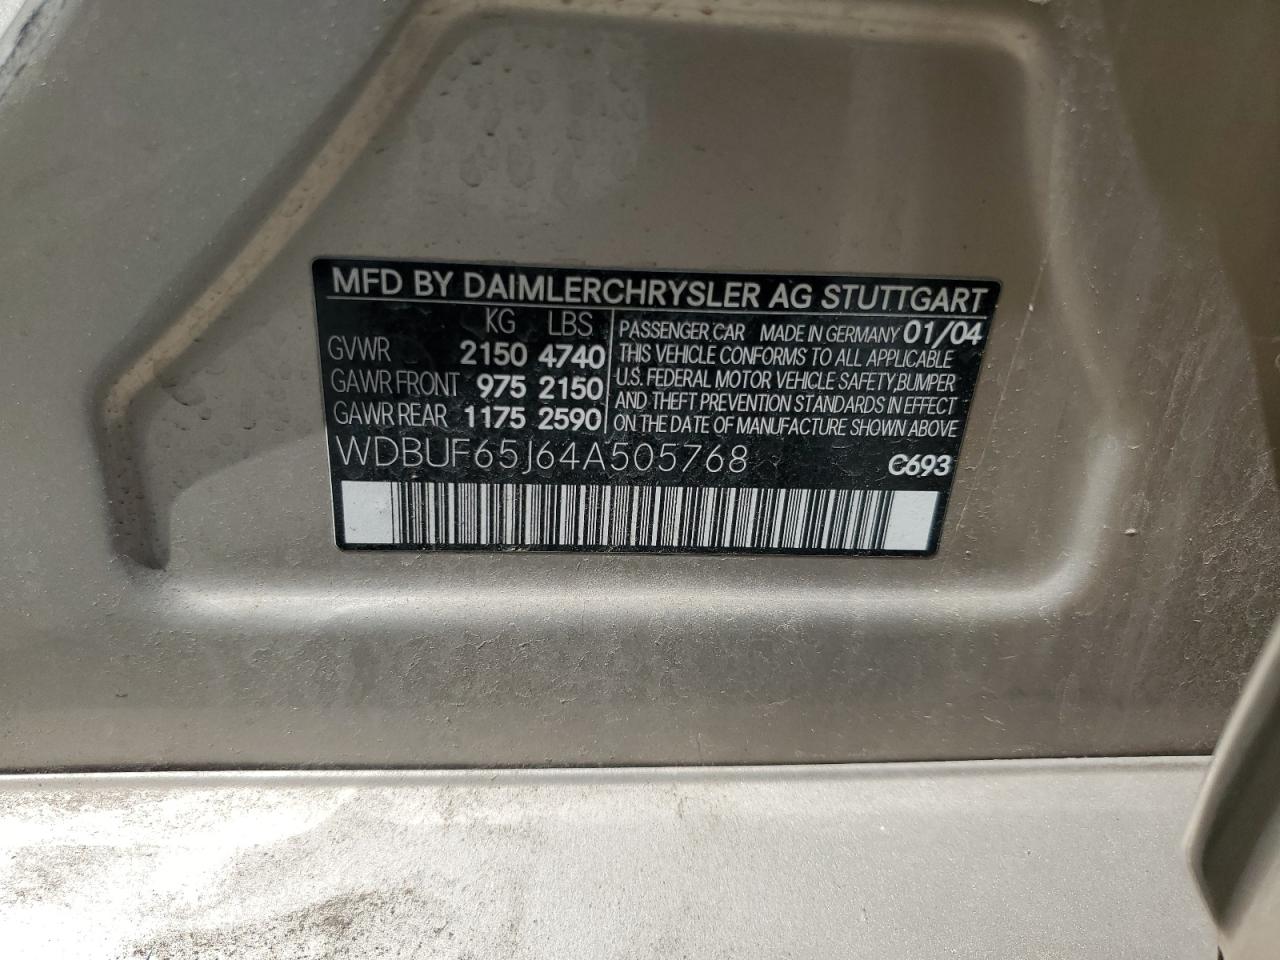 MFD BY DAIMLERCHRYSLER AG STUTTGART
KG LBS
GVWR 2150 4740
GAWR FRONT 975 2150
GAWR REAR 1175 2590
PASSENGER CAR MADE IN GERMANY 01/04
THIS VEHICLE CONFORMS TO ALL APPLICABLE
U.S. FEDERAL MOTOR VEHICLE SAFETY, BUMPER
AND THEFT PREVENTION STANDARDS IN EFFECT
ON THE DATE OF MANUFACTURE SHOWN ABOVE
WDBUF65J64A505768 C693